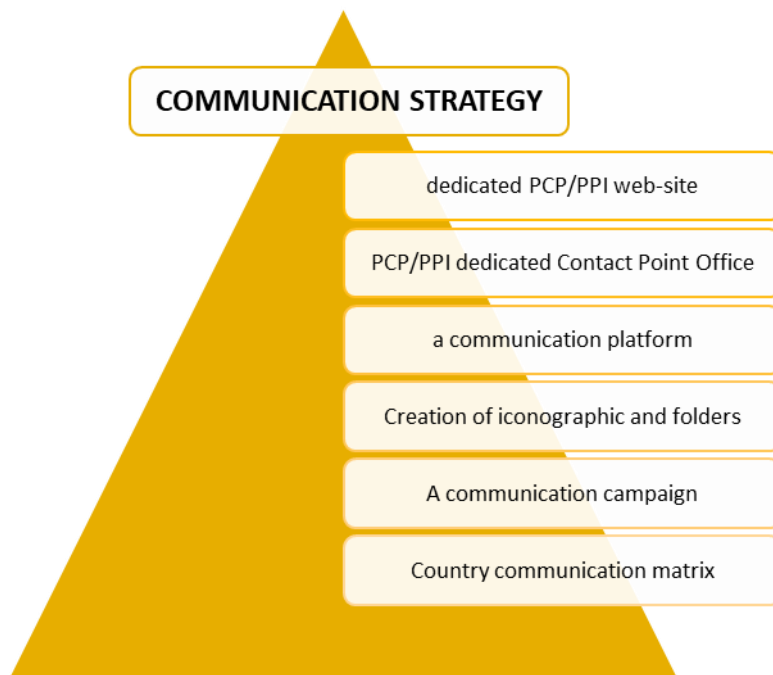 COMMUNICATION STRATEGY
dedicated PCP/PPI web-site
PCP/PPI dedicated Contact Point Office
a communication platform
Creation of iconographic and folders
A communication campaign
Country communication matrix